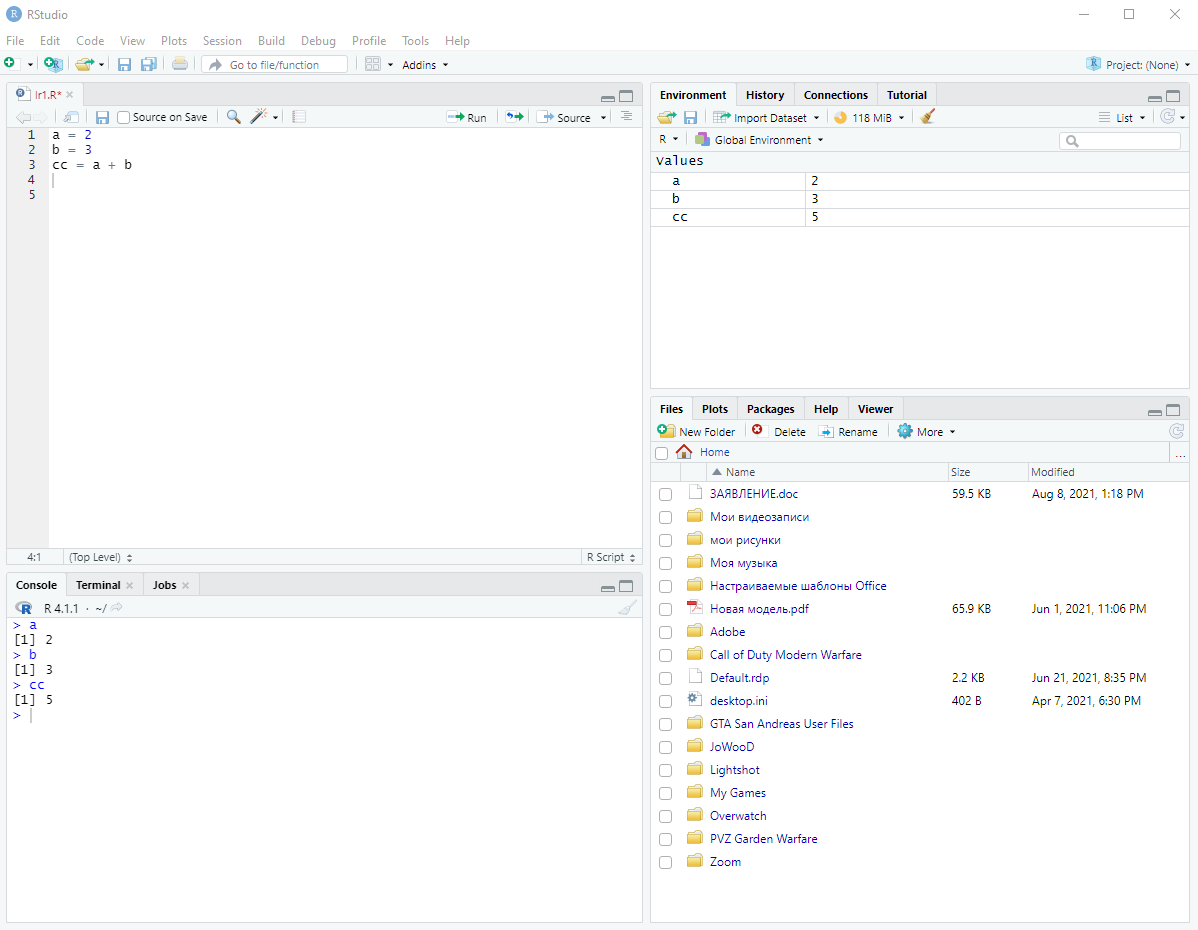 RStudio
File Edit Code View Plots Session Build Debug Profile Tools Help
Go to file/function Addins Project: (None)
lr1.R*
Source on Save Run Source
1 a = 2
2 b = 3
3 cc = a + b
4
5
4:1 (Top Level) R Script
Console Terminal Jobs
R 4.1.1 · ~/
> a
[1] 2
> b
[1] 3
> cc
[1] 5
>
Environment History Connections Tutorial
Import Dataset 118 MiB List
R Global Environment
Values
a 2
b 3
cc 5
Files Plots Packages Help Viewer
New Folder Delete Rename More
Home ...
Name Size Modified
ЗАЯВЛЕНИЕ.doc 59.5 KB Aug 8, 2021, 1:18 PM
Мои видеозаписи
мои рисунки
Моя музыка
Настраиваемые шаблоны Office
Новая модель.pdf 65.9 KB Jun 1, 2021, 11:06 PM
Adobe
Call of Duty Modern Warfare
Default.rdp 2.2 KB Jun 21, 2021, 8:35 PM
desktop.ini 402 B Apr 7, 2021, 6:30 PM
GTA San Andreas User Files
JoWooD
Lightshot
My Games
Overwatch
PVZ Garden Warfare
Zoom